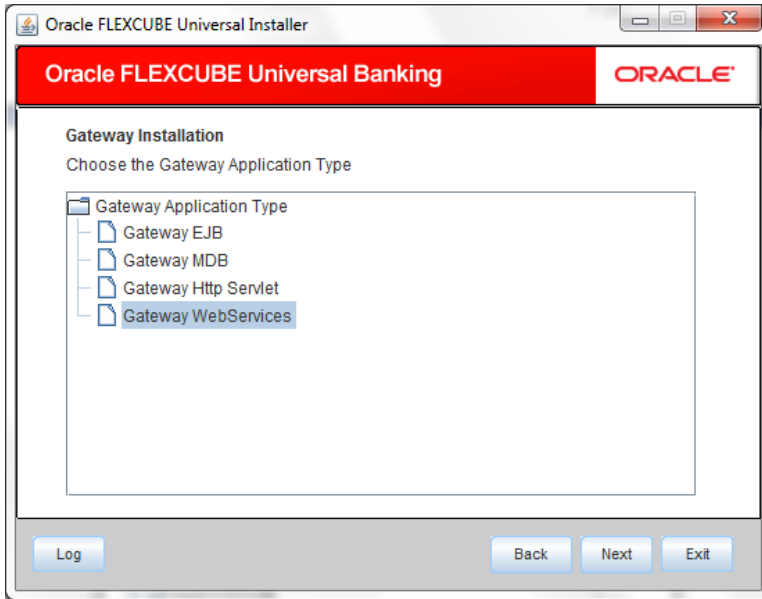 Oracle FLEXCUBE Universal Installer
Oracle FLEXCUBE Universal Banking ORACLE
Gateway Installation
Choose the Gateway Application Type
Gateway Application Type
Gateway EJB
Gateway MDB
Gateway Http Servlet
Gateway WebServices
Log Back Next Exit